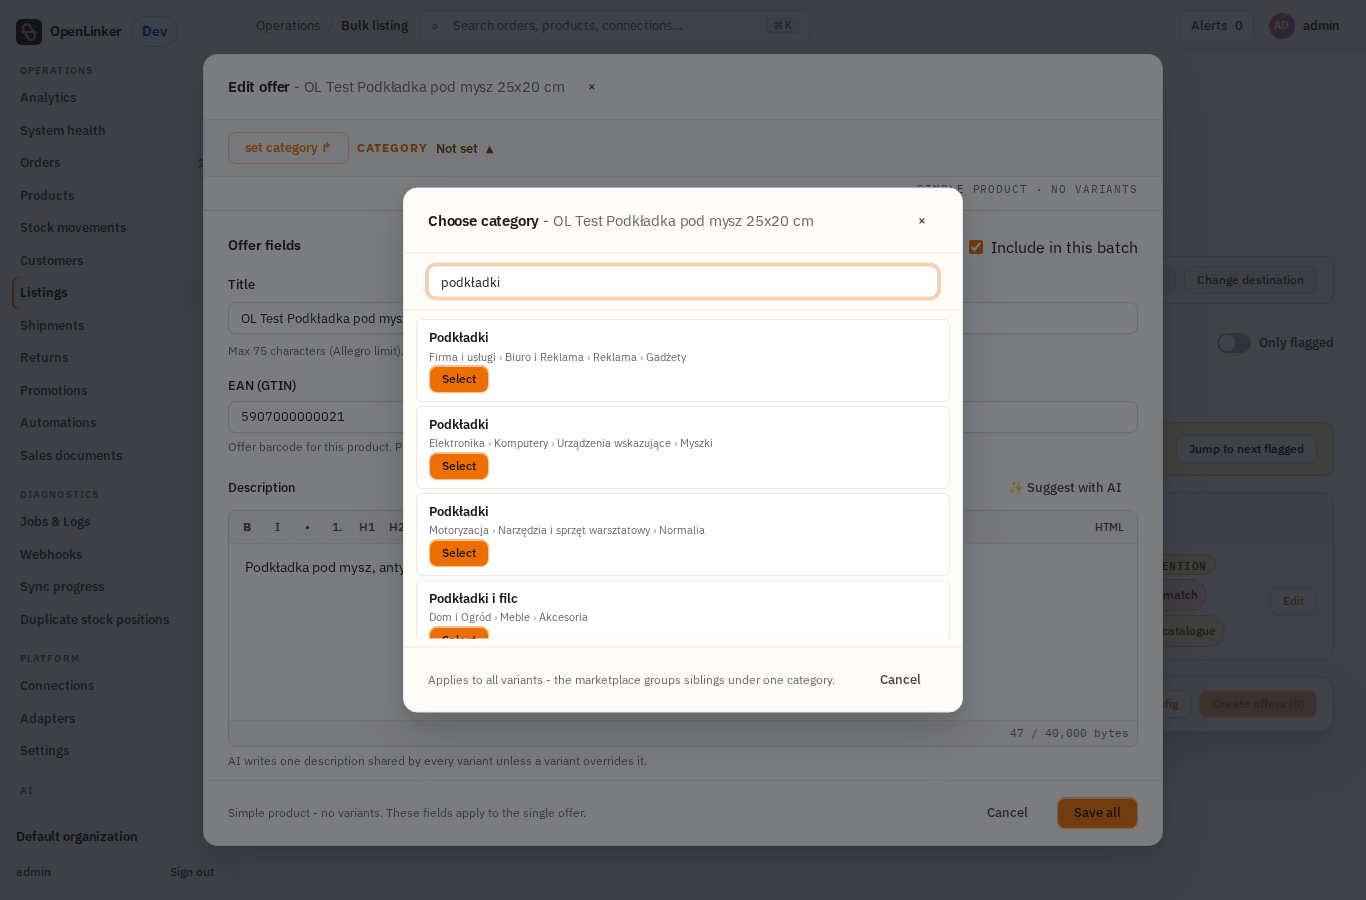 OpenLinker Dev
Operations / Bulk listing
Search orders, products, connections... ⌘K
Alerts 0
AD admin
OPERATIONS
Analytics
System health
Orders
Products
Stock movements
Customers
Listings
Shipments
Returns
Promotions
Automations
Sales documents
DIAGNOSTICS
Jobs & Logs
Webhooks
Sync progress
Duplicate stock positions
PLATFORM
Connections
Adapters
Settings
AI
Default organization
admin Sign out
Edit offer - OL Test Podkładka pod mysz 25x20 cm ×
set category ↱ CATEGORY Not set ▲
SIMPLE PRODUCT · NO VARIANTS
Offer fields
Include in this batch
Title
OL Test Podkładka pod mys
Max 75 characters (Allegro limit).
EAN (GTIN)
5907000000021
Offer barcode for this product. P
Description
✨ Suggest with AI
B I • 1. H1 H2
HTML
Podkładka pod mysz, anty
47 / 40,000 bytes
AI writes one description shared by every variant unless a variant overrides it.
Simple product - no variants. These fields apply to the single offer.
Cancel
Save all
Choose category - OL Test Podkładka pod mysz 25x20 cm ×
podkładki
Podkładki
Firma i usługi › Biuro i Reklama › Reklama › Gadżety
Select
Podkładki
Elektronika › Komputery › Urządzenia wskazujące › Myszki
Select
Podkładki
Motoryzacja › Narzędzia i sprzęt warsztatowy › Normalia
Select
Podkładki i filc
Dom i Ogród › Meble › Akcesoria
Select
Applies to all variants - the marketplace groups siblings under one category.
Cancel
Change destination
Only flagged
Jump to next flagged
ENTION
match
catalogue
Edit
fig
Create offers (0)